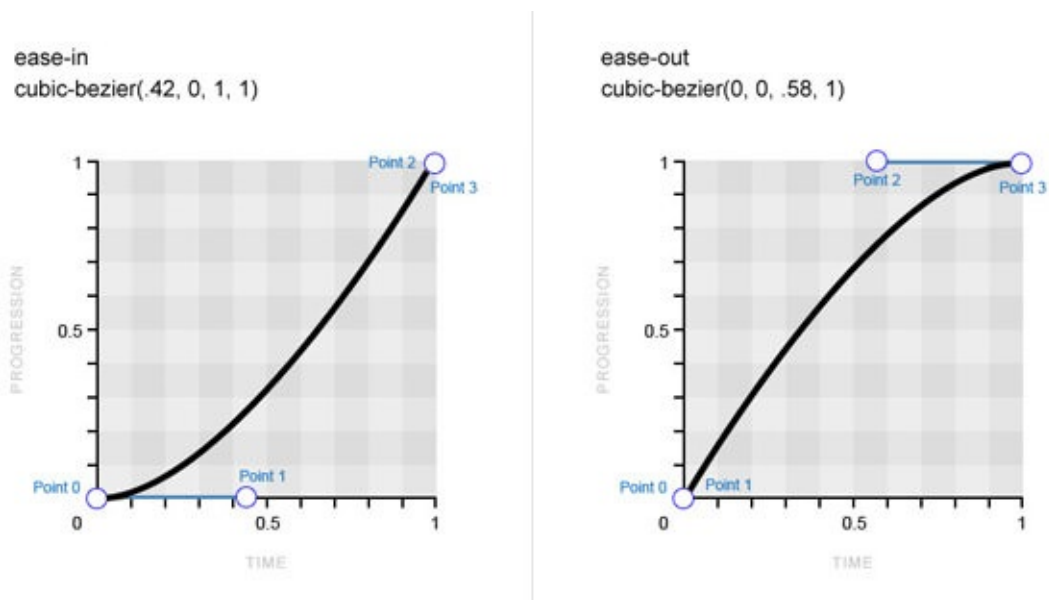 ease-in
cubic-bezier(.42, 0, 1, 1)
1
Point 2
Point 3
0.5
PROGRESSION
Point 0
Point 1
0
0.5
1
TIME
ease-out
cubic-bezier(0, 0, .58, 1)
1
Point 2
Point 3
0.5
PROGRESSION
Point 0
Point 1
0
0.5
1
TIME